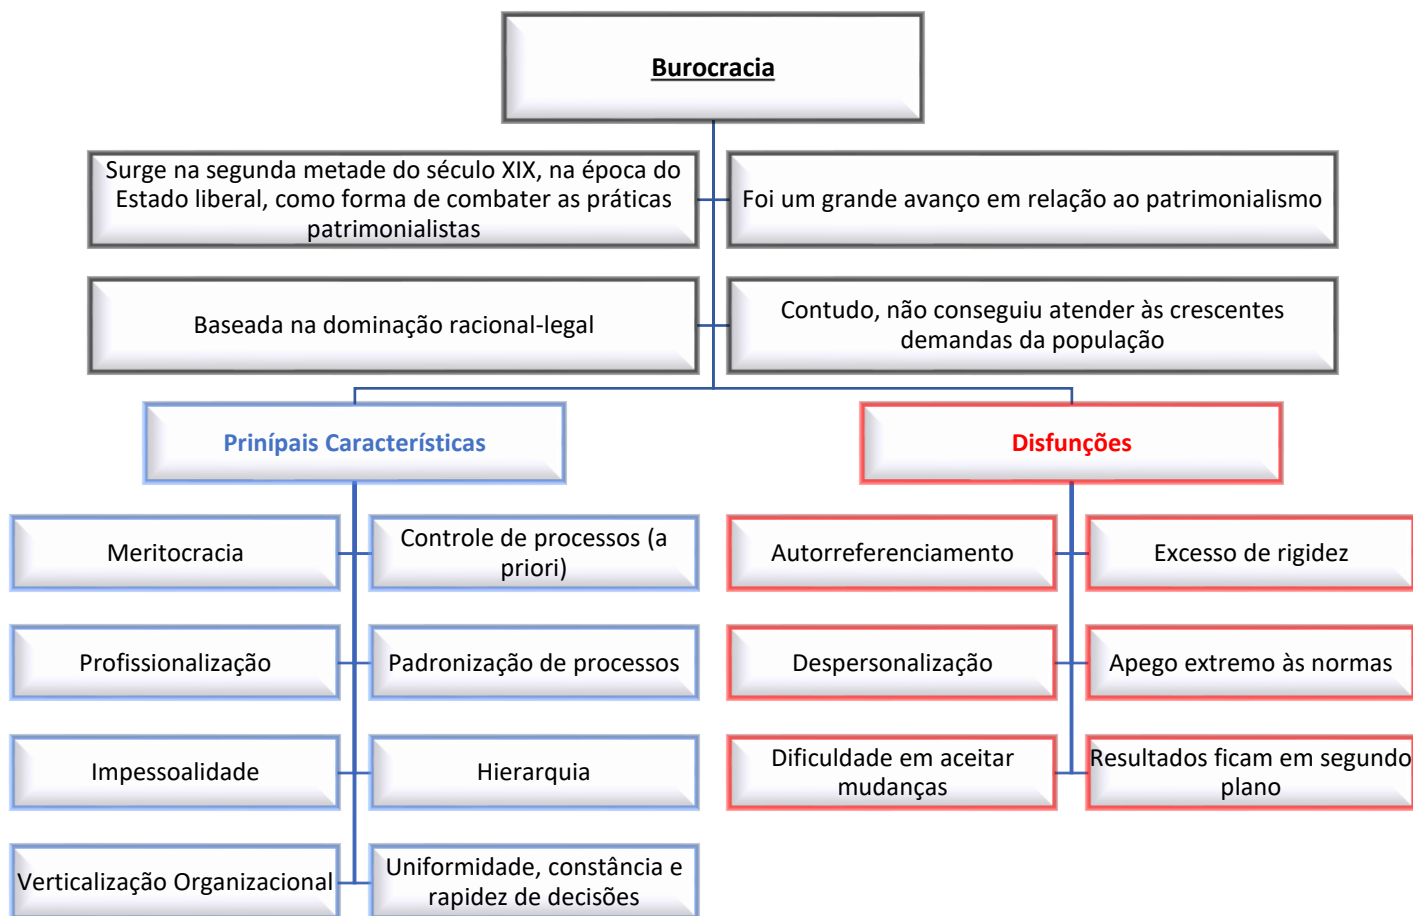 Burocracia
Surge na segunda metade do século XIX, na época do
Estado liberal, como forma de combater as práticas
patrimonialistas
Foi um grande avanço em relação ao patrimonialismo
Baseada na dominação racional-legal
Contudo, não conseguiu atender às crescentes
demandas da população
Prinípais Características
Meritocracia
Controle de processos (a
priori)
Profissionalização
Padronização de processos
Impessoalidade
Hierarquia
Verticalização Organizacional
Uniformidade, constância e
rapidez de decisões
Disfunções
Autorreferenciamento
Excesso de rigidez
Despersonalização
Apego extremo às normas
Dificuldade em aceitar
mudanças
Resultados ficam em segundo
plano